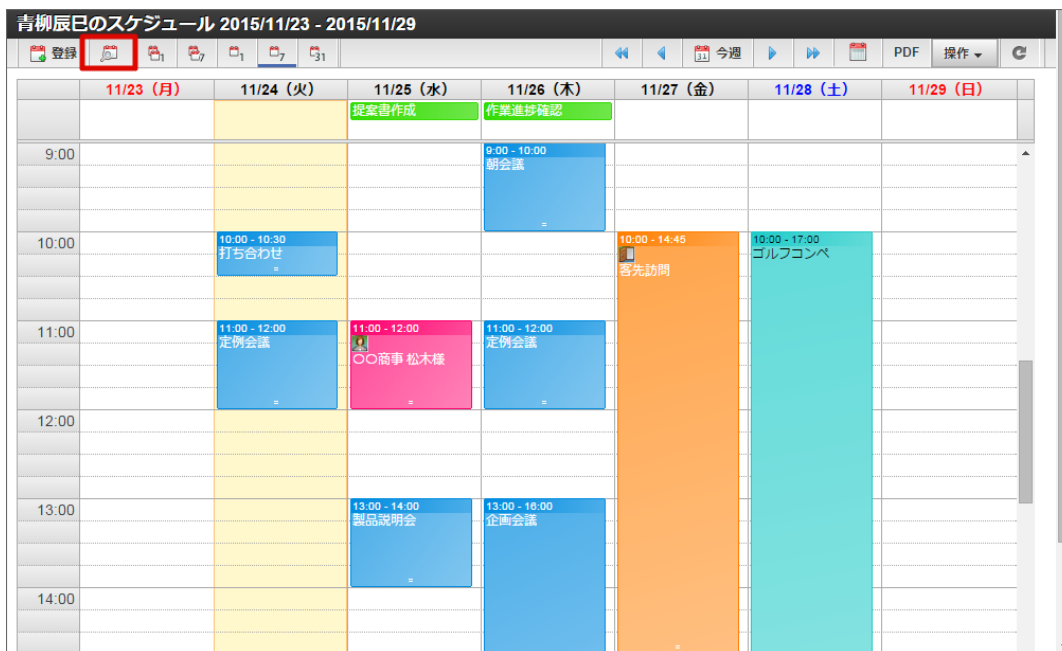 青柳辰巳のスケジュール 2015/11/23 - 2015/11/29
登録 1 7 1 7 31 31 今週 PDF 操作
11/23（月） 11/24（火） 11/25（水） 11/26（木） 11/27（金） 11/28（土） 11/29（日）
提案書作成 作業進捗確認
9:00
9:00 - 10:00
朝会議
10:00
10:00 - 10:30
打ち合わせ
10:00 - 14:45
客先訪問
10:00 - 17:00
ゴルフコンペ
11:00
11:00 - 12:00
定例会議
11:00 - 12:00
〇〇商事 松木様
11:00 - 12:00
定例会議
12:00
13:00
13:00 - 14:00
製品説明会
13:00 - 16:00
企画会議
14:00